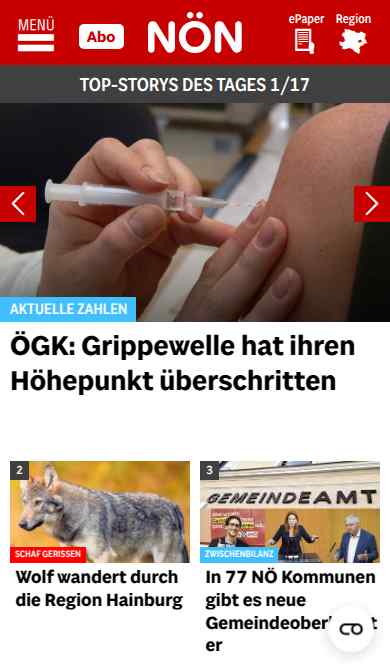 MENÜ
Abo
NÖN
ePaper
Region
TOP-STORYS DES TAGES 1/17
AKTUELLE ZAHLEN
ÖGK: Grippewelle hat ihren
Höhepunkt überschritten
2
SCHAF GERISSEN
Wolf wandert durch
die Region Hainburg
3
GEMEINDEAMT
ZWISCHENBILANZ
In 77 NÖ Kommunen
gibt es neue
er